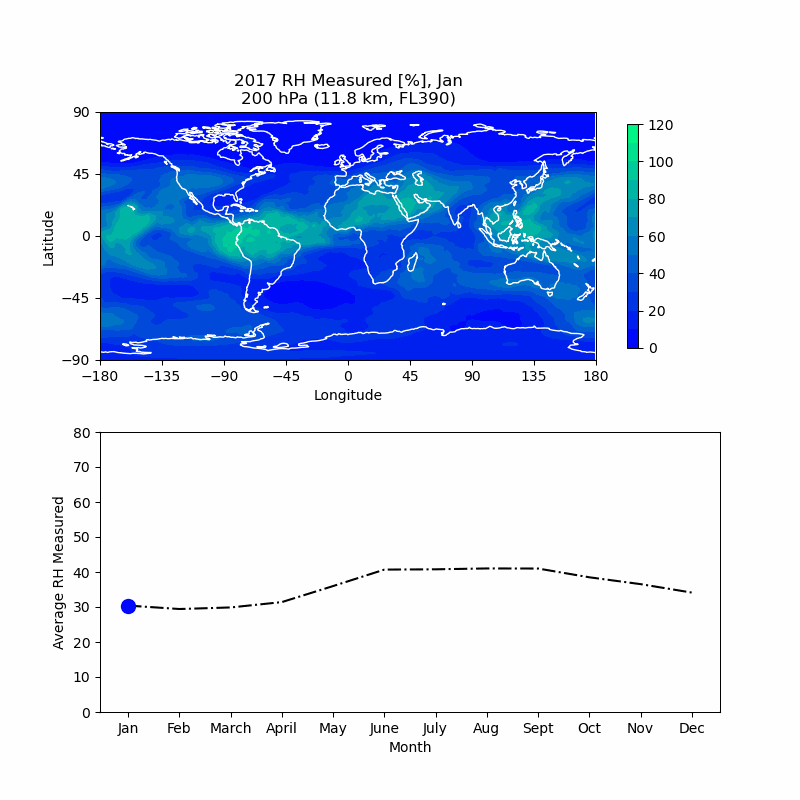 2017 RH Measured [%], Jan
200 hPa (11.8 km, FL390)
90
45
0
−45
−90
Latitude
−180 −135 −90 −45 0 45 90 135 180
Longitude
120
100
80
60
40
20
0
80
70
60
50
40
30
20
10
0
Average RH Measured
Jan Feb March April May June July Aug Sept Oct Nov Dec
Month